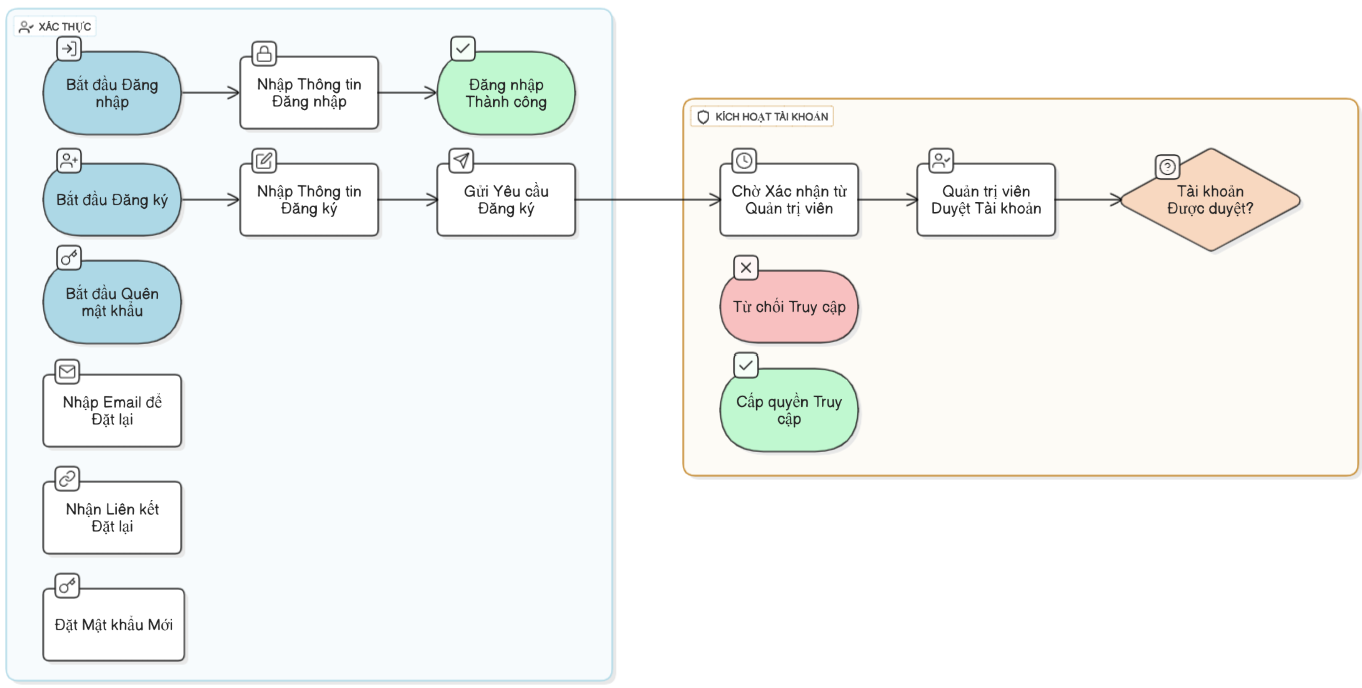 XÁC THỰC
Bắt đầu Đăng
nhập
Nhập Thông tin
Đăng nhập
Đăng nhập
Thành công
Bắt đầu Đăng ký
Nhập Thông tin
Đăng ký
Gửi Yêu cầu
Đăng ký
Bắt đầu Quên
mật khẩu
Nhập Email để
Đặt lại
Nhận Liên kết
Đặt lại
Đặt Mật khẩu Mới
KÍCH HOẠT TÀI KHOẢN
Chờ Xác nhận từ
Quản trị viên
Quản trị viên
Duyệt Tài khoản
Tài khoản
Được duyệt?
Từ chối Truy cập
Cấp quyền Truy
cập